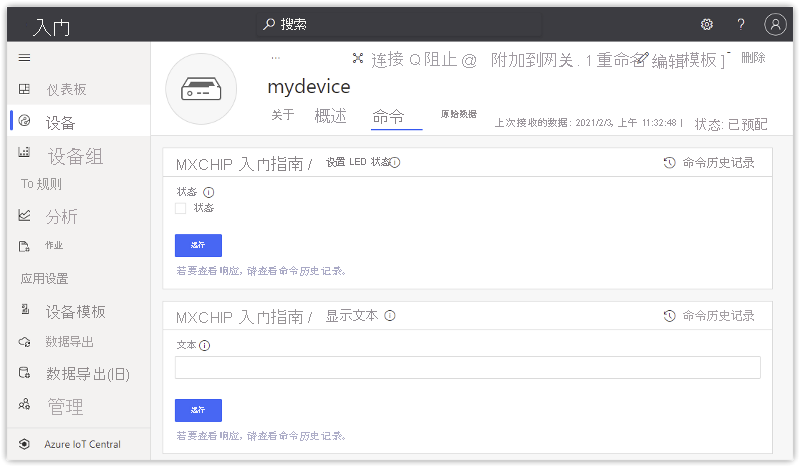 入门
搜索
?
仪表板
设备
设备组
To 规则
分析
作业
应用设置
设备模板
数据导出
数据导出(旧)
管理
Azure IoT Central
... 连接 Q 阻止 @ 附加到网关 . 1 重命名 编辑模板 ] 删除
mydevice
关于 概述 命令 原始数据
上次接收的数据: 2021/2/3, 上午 11:32:48 | 状态: 已预配
MXCHIP 入门指南 / 设置 LED 状态 命令历史记录
状态
状态
运行
若要查看响应, 请查看命令历史记录。
MXCHIP 入门指南 / 显示文本 命令历史记录
文本
运行
若要查看响应, 请查看命令历史记录。